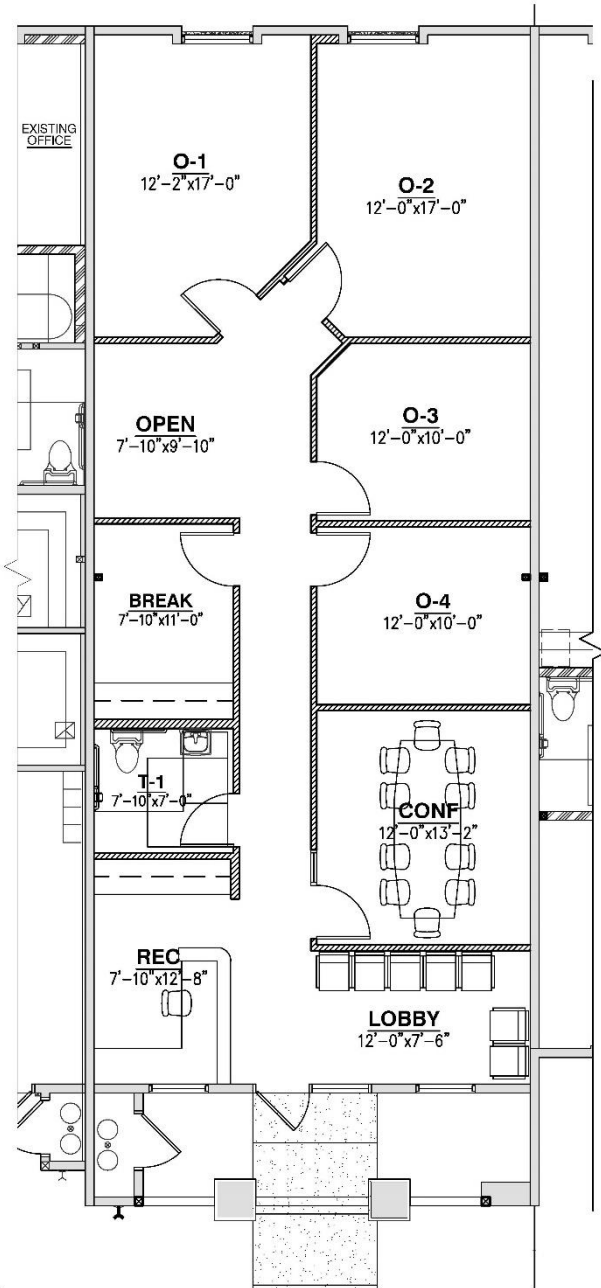 EXISTING
OFFICE
O-1
12'-2"x17'-0"
O-2
12'-0"x17'-0"
OPEN
7'-10"x9'-10"
O-3
12'-0"x10'-0"
BREAK
7'-10"x11'-0"
O-4
12'-0"x10'-0"
T-1
7'-10"x7'-0"
CONF
12'-0"x13'-2"
REC
7'-10"x12'-8"
LOBBY
12'-0"x7'-6"